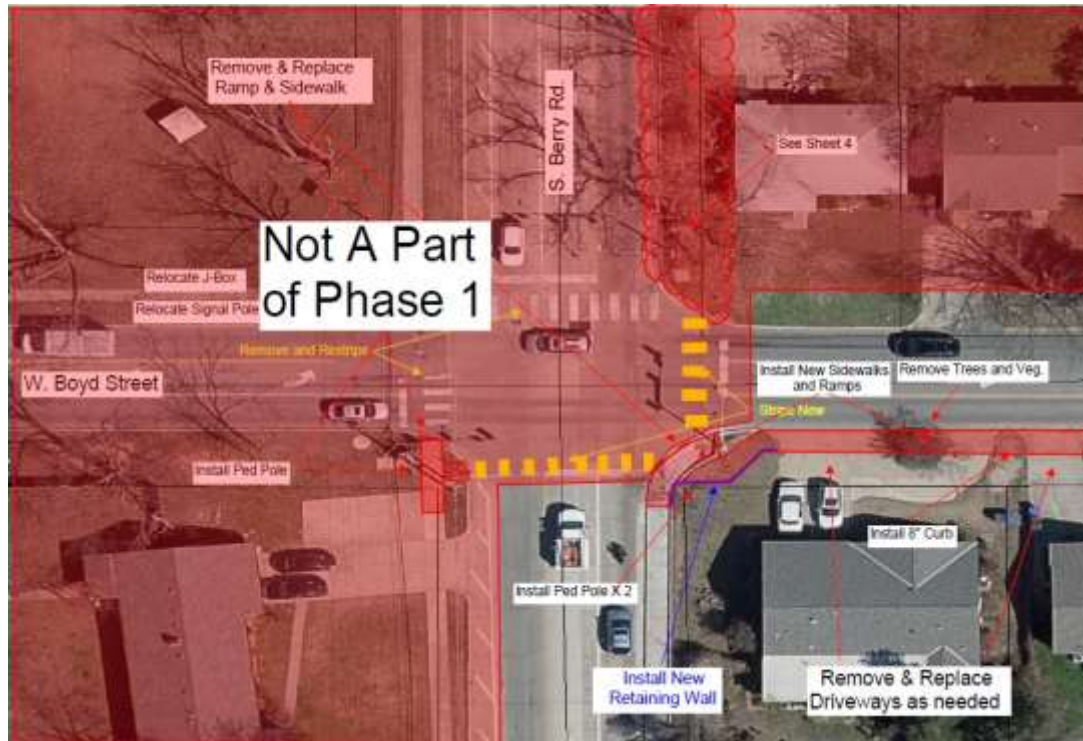 Remove & Replace
Ramp & Sidewalk
S. Berry Rd.
See Sheet 4
Not A Part
of Phase 1
Relocate J-Box
Relocate Signal Pole
Remove and Restripe
W. Boyd Street
Install New Sidewalks
and Ramps
Remove Trees and Veg.
Stripe New
Install Ped Pole
Install 8" Curb
Install Ped Pole X 2
Install New
Retaining Wall
Remove & Replace
Driveways as needed